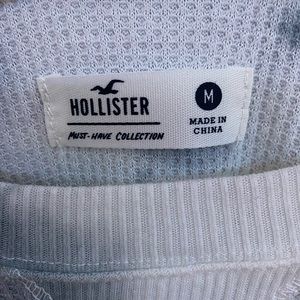 HOLLISTER
MUST-HAVE COLLECTION
M
MADE IN
CHINA